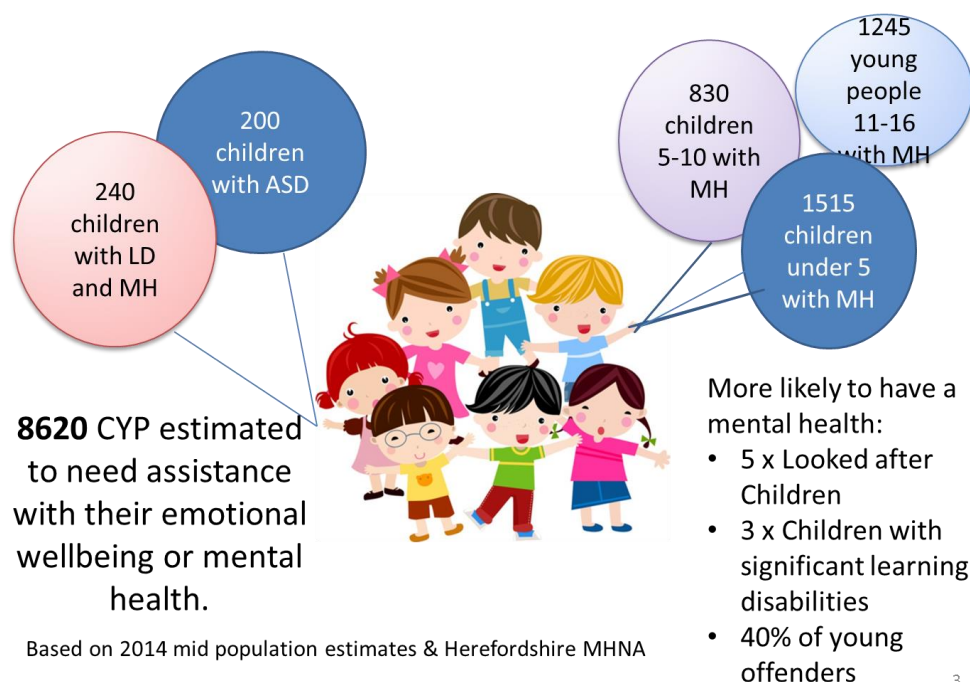 240
children
with LD
and MH
200
children
with ASD
830
children
5-10 with
MH
1245
young
people
11-16
with MH
1515
children
under 5
with MH
8620 CYP estimated
to need assistance
with their emotional
wellbeing or mental
health.
More likely to have a
mental health:
• 5 x Looked after
Children
• 3 x Children with
significant learning
disabilities
• 40% of young
offenders
Based on 2014 mid population estimates & Herefordshire MHNA
3